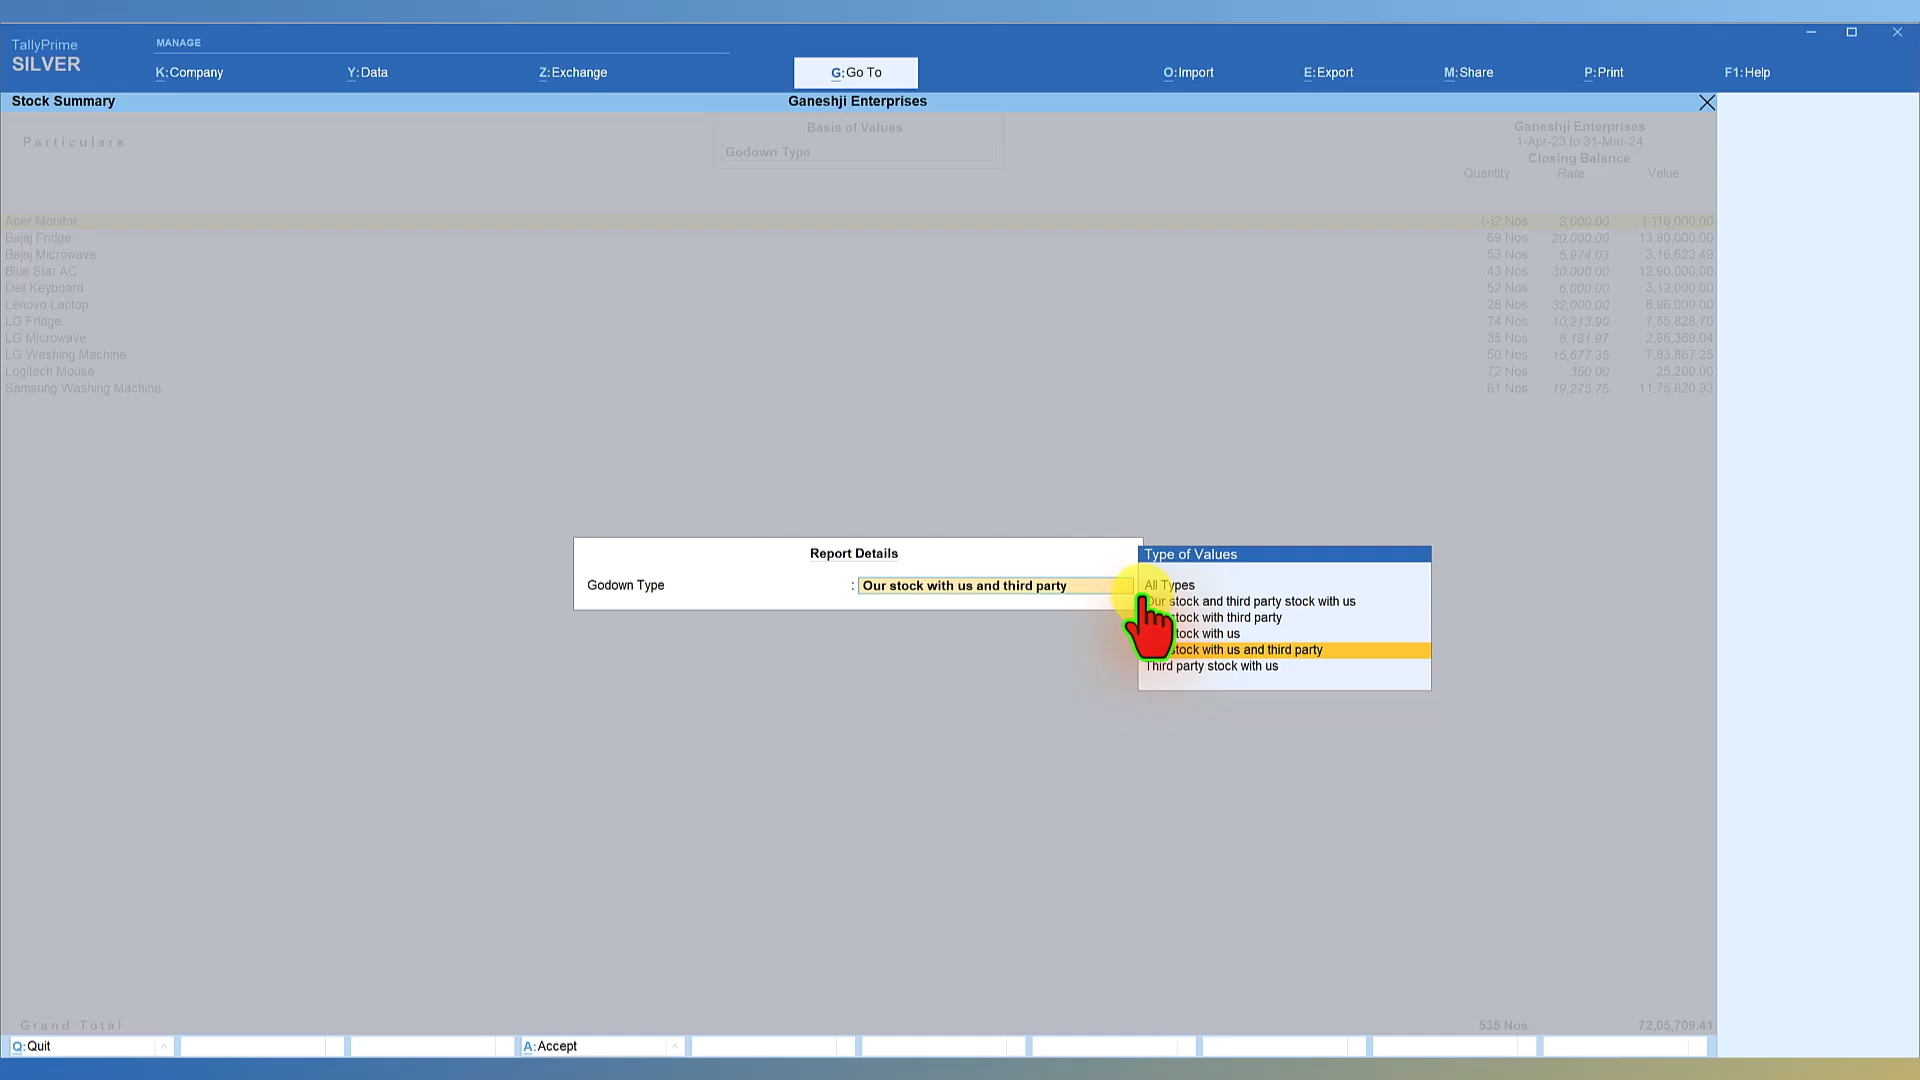 TallyPrime
SILVER
MANAGE
K:Company
Y:Data
Z:Exchange
G:Go To
O:Import
E:Export
M:Share
P:Print
F1:Help
Stock Summary
Ganeshji Enterprises
Particulars
Basis of Values
Godown Type
Ganeshji Enterprises
1-Apr-23 to 31-Mar-24
Closing Balance
Quantity Rate Value
Acer Monitor (-)2 Nos 8,000.00 (-)16,000.00
Bajaj Fridge 69 Nos 20,000.00 13,80,000.00
Bajaj Microwave 53 Nos 5,974.03 3,16,623.49
Blue Star AC 43 Nos 30,000.00 12,90,000.00
Dell Keyboard 52 Nos 6,000.00 3,12,000.00
Lenovo Laptop 28 Nos 32,000.00 8,96,000.00
LG Fridge 74 Nos 10,213.90 7,55,828.70
LG Microwave 35 Nos 8,181.97 2,86,369.04
LG Washing Machine 50 Nos 15,677.35 7,83,867.25
Logitech Mouse 72 Nos 350.00 25,200.00
Samsung Washing Machine 61 Nos 19,275.75 11,75,820.93
Report Details
Godown Type : Our stock with us and third party
Type of Values
All Types
Our stock and third party stock with us
stock with third party
stock with us
stock with us and third party
Third party stock with us
Grand Total 535 Nos 72,05,709.41
Q:Quit
A:Accept